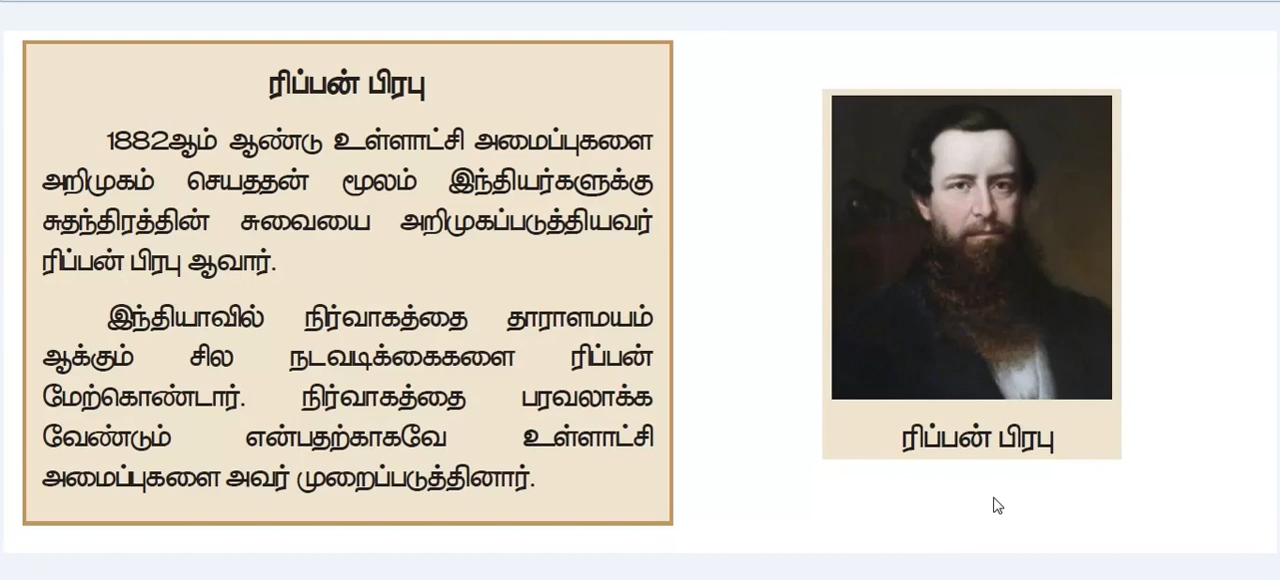 ரிப்பன் பிரபு
1882ஆம் ஆண்டு உள்ளாட்சி அமைப்புகளை
அறிமுகம் செயததன் மூலம் இந்தியர்களுக்கு
சுதந்திரத்தின் சுவையை அறிமுகப்படுத்தியவர்
ரிப்பன் பிரபு ஆவார்.
இந்தியாவில் நிர்வாகத்தை தாராளமயம்
ஆக்கும் சில நடவடிக்கைகளை ரிப்பன்
மேற்கொண்டார். நிர்வாகத்தை பரவலாக்க
வேண்டும் என்பதற்காகவே உள்ளாட்சி
அமைப்புகளை அவர் முறைப்படுத்தினார்.
ரிப்பன் பிரபு